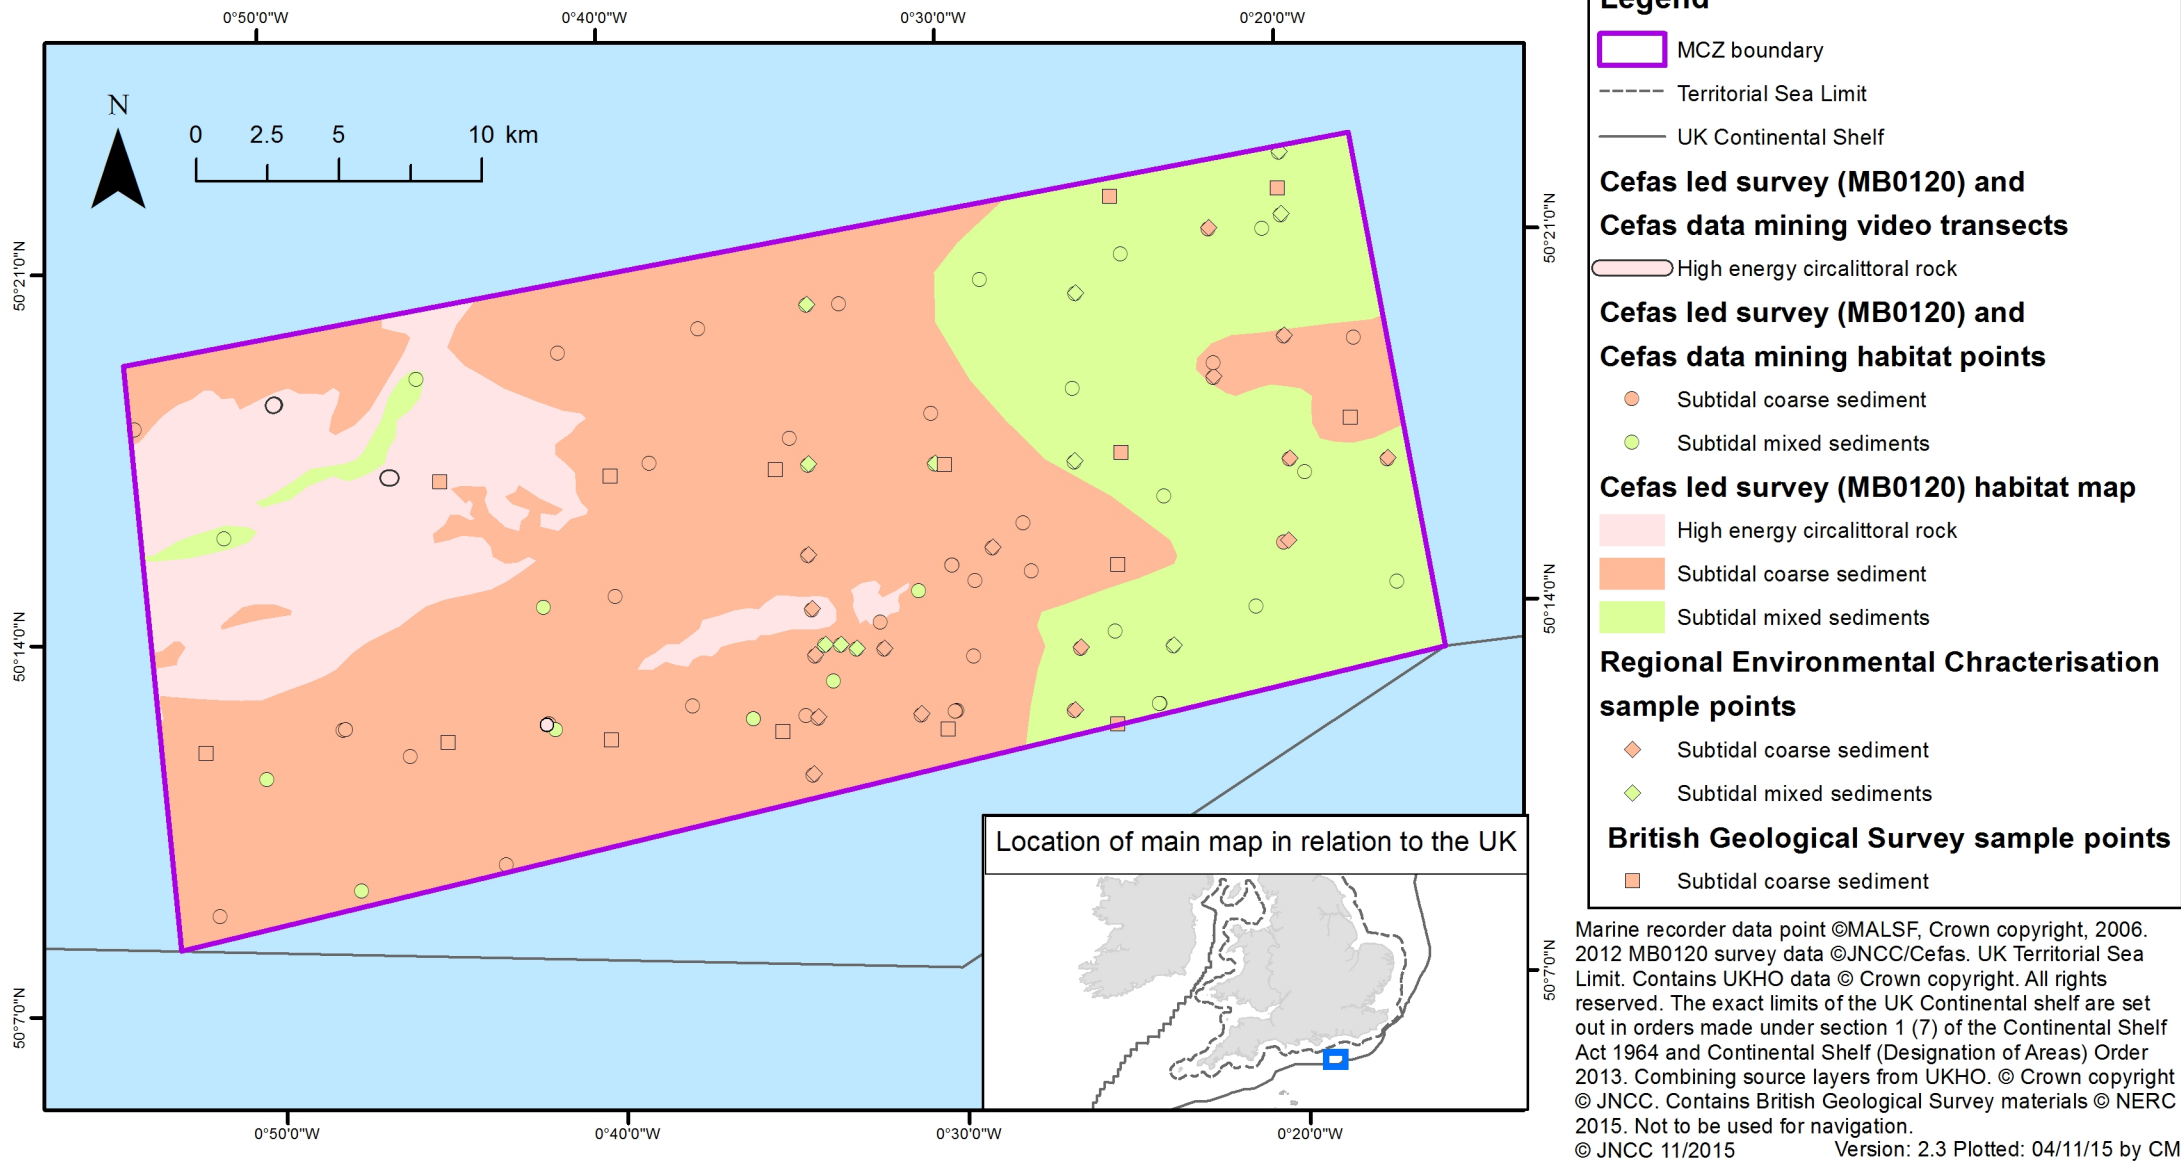 0°50'0"W 0°40'0"W 0°30'0"W 0°20'0"W
N
0 2.5 5 10 km
50°21'0"N
50°14'0"N
50°7'0"N
50°21'0"N
50°14'0"N
50°7'0"N
Location of main map in relation to the UK
0°50'0"W 0°40'0"W 0°30'0"W 0°20'0"W
Legend
MCZ boundary
Territorial Sea Limit
UK Continental Shelf
Cefas led survey (MB0120) and
Cefas data mining video transects
High energy circalittoral rock
Cefas led survey (MB0120) and
Cefas data mining habitat points
Subtidal coarse sediment
Subtidal mixed sediments
Cefas led survey (MB0120) habitat map
High energy circalittoral rock
Subtidal coarse sediment
Subtidal mixed sediments
Regional Environmental Chracterisation
sample points
Subtidal coarse sediment
Subtidal mixed sediments
British Geological Survey sample points
Subtidal coarse sediment
Marine recorder data point ©MALSF, Crown copyright, 2006.
2012 MB0120 survey data ©JNCC/Cefas. UK Territorial Sea
Limit. Contains UKHO data © Crown copyright. All rights
reserved. The exact limits of the UK Continental shelf are set
out in orders made under section 1 (7) of the Continental Shelf
Act 1964 and Continental Shelf (Designation of Areas) Order
2013. Combining source layers from UKHO. © Crown copyright
© JNCC. Contains British Geological Survey materials © NERC
2015. Not to be used for navigation.
© JNCC 11/2015 Version: 2.3 Plotted: 04/11/15 by CM